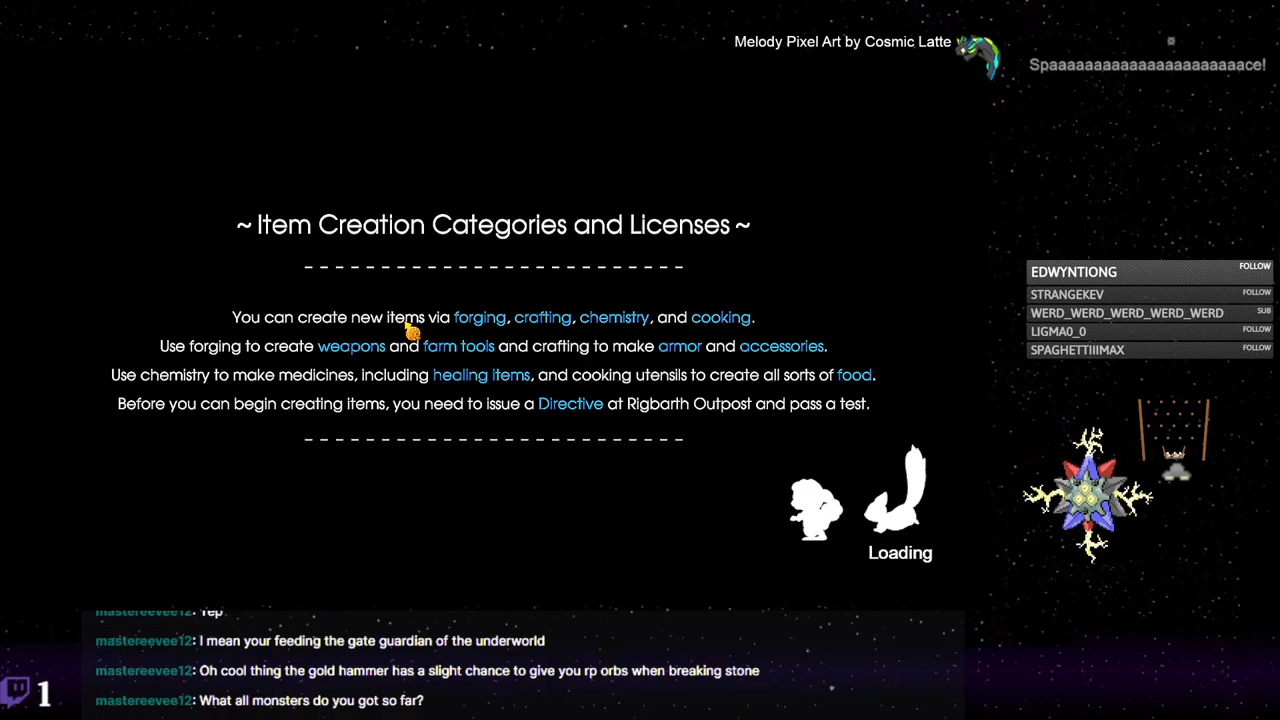 Melody Pixel Art by Cosmic Latte
Spaaaaaaaaaaaaaaaaaaaaaace!
~ Item Creation Categories and Licenses ~
You can create new items via forging, crafting, chemistry, and cooking.
Use forging to create weapons and farm tools and crafting to make armor and accessories.
Use chemistry to make medicines, including healing items, and cooking utensils to create all sorts of food.
Before you can begin creating items, you need to issue a Directive at Rigbarth Outpost and pass a test.
EDWYNTIONG FOLLOW
STRANGEKEV FOLLOW
WERD_WERD_WERD_WERD_WERD SUB
LIGMA0_0 FOLLOW
SPAGHETTIIIMAX FOLLOW
Loading
mastereevee12: Yep
mastereevee12: I mean your feeding the gate guardian of the underworld
mastereevee12: Oh cool thing the gold hammer has a slight chance to give you rp orbs when breaking stone
mastereevee12: What all monsters do you got so far?
1